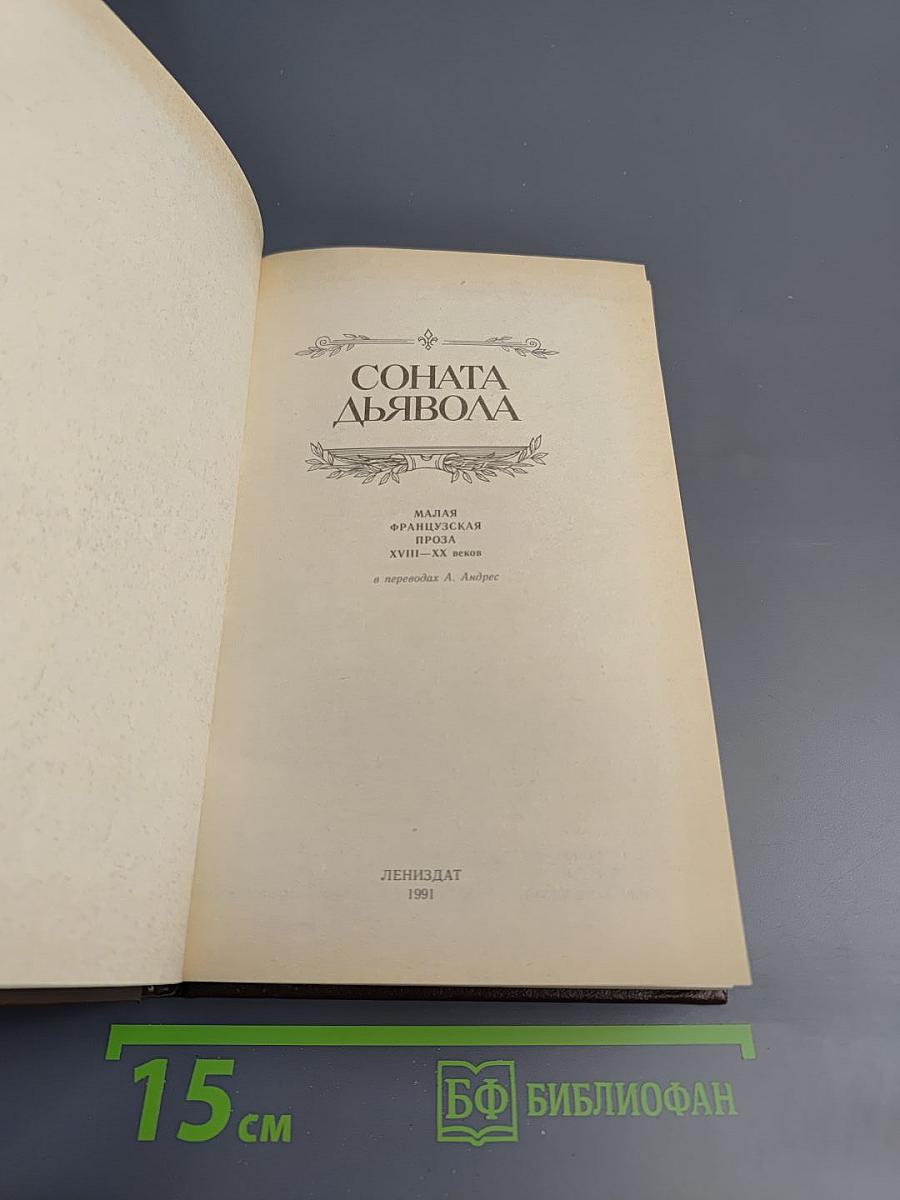 СОНАТА
ДЬЯВОЛА
МАЛАЯ
ФРАНЦУЗСКАЯ
ПРОЗА
XVIII—XX веков
в переводах А. Андрес
ЛЕНИЗДАТ
1991
15 см
БФ БИБЛИОФАН